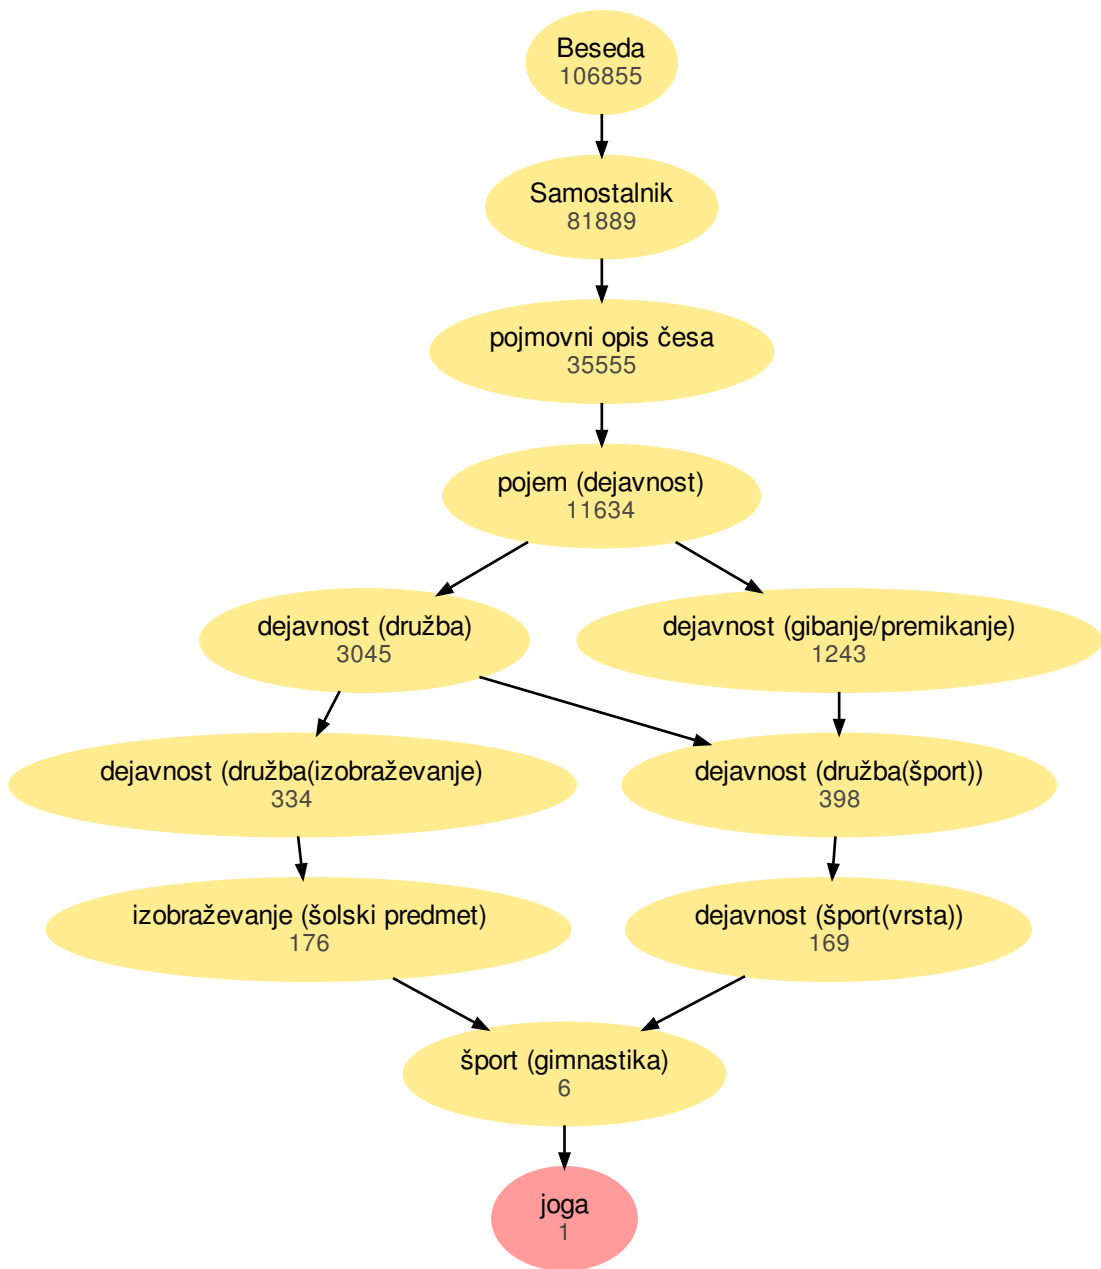 Beseda
106855
Samostalnik
81889
pojmovni opis česa
35555
pojem (dejavnost)
11634
dejavnost (družba)
3045
dejavnost (gibanje/premikanje)
1243
dejavnost (družba(izobraževanje)
334
dejavnost (družba(šport))
398
izobraževanje (šolski predmet)
176
dejavnost (šport(vrsta))
169
šport (gimnastika)
6
joga
1